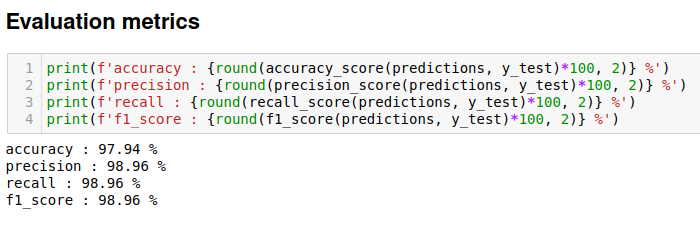 Evaluation metrics
1 print(f'accuracy : {round(accuracy_score(predictions, y_test)*100, 2)} %')
2 print(f'precision : {round(precision_score(predictions, y_test)*100, 2)} %')
3 print(f'recall : {round(recall_score(predictions, y_test)*100, 2)} %')
4 print(f'f1_score : {round(f1_score(predictions, y_test)*100, 2)} %')
accuracy : 97.94 %
precision : 98.96 %
recall : 98.96 %
f1_score : 98.96 %